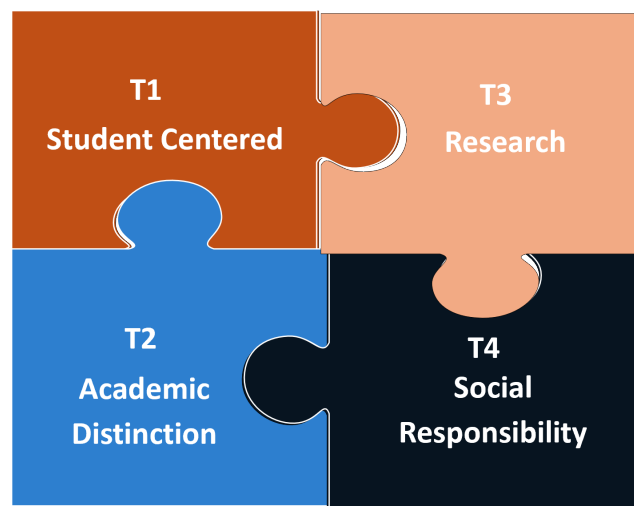 T1
Student Centered
T3
Research
T2
Academic
Distinction
T4
Social
Responsibility